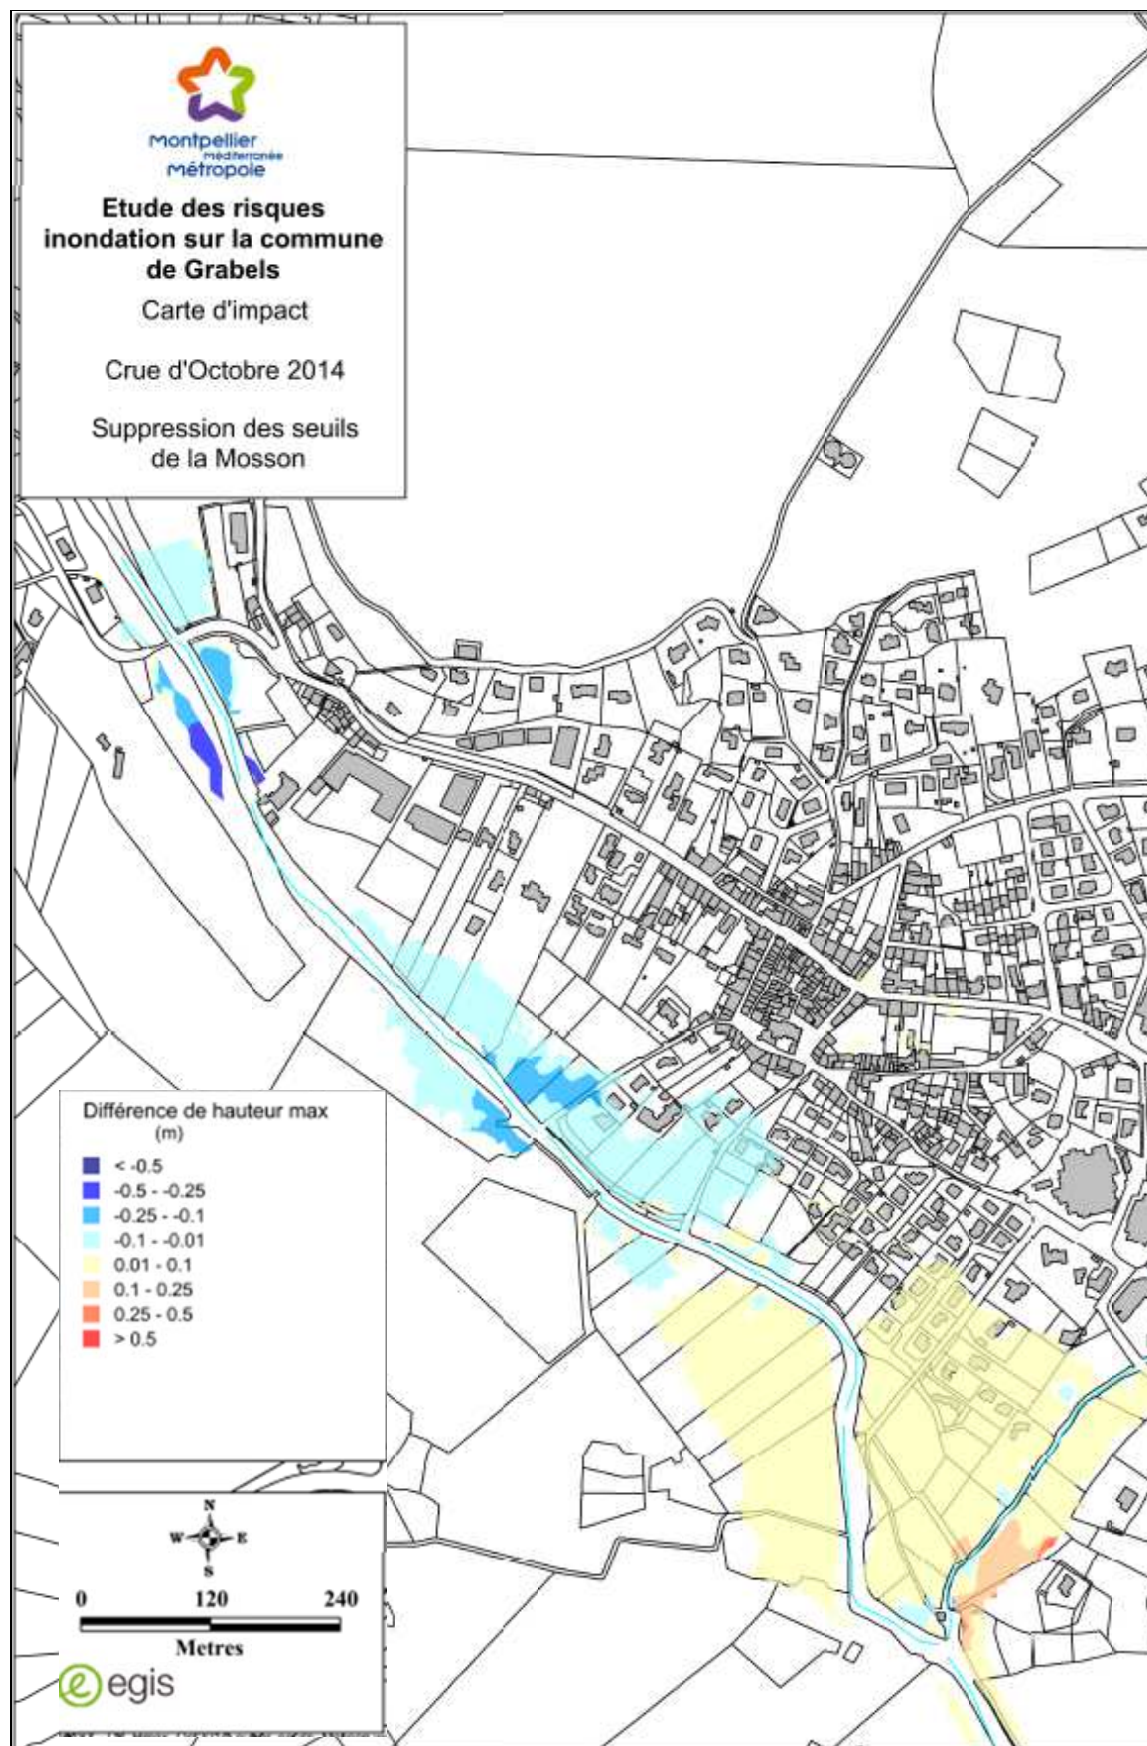 montpellier
méditerranée
métropole
Etude des risques
inondation sur la commune
de Grabels
Carte d'impact
Crue d'Octobre 2014
Suppression des seuils
de la Mosson
Différence de hauteur max
(m)
< -0.5
-0.5 - -0.25
-0.25 - -0.1
-0.1 - -0.01
0.01 - 0.1
0.1 - 0.25
0.25 - 0.5
> 0.5
N
W E
S
0 120 240
Metres
egis